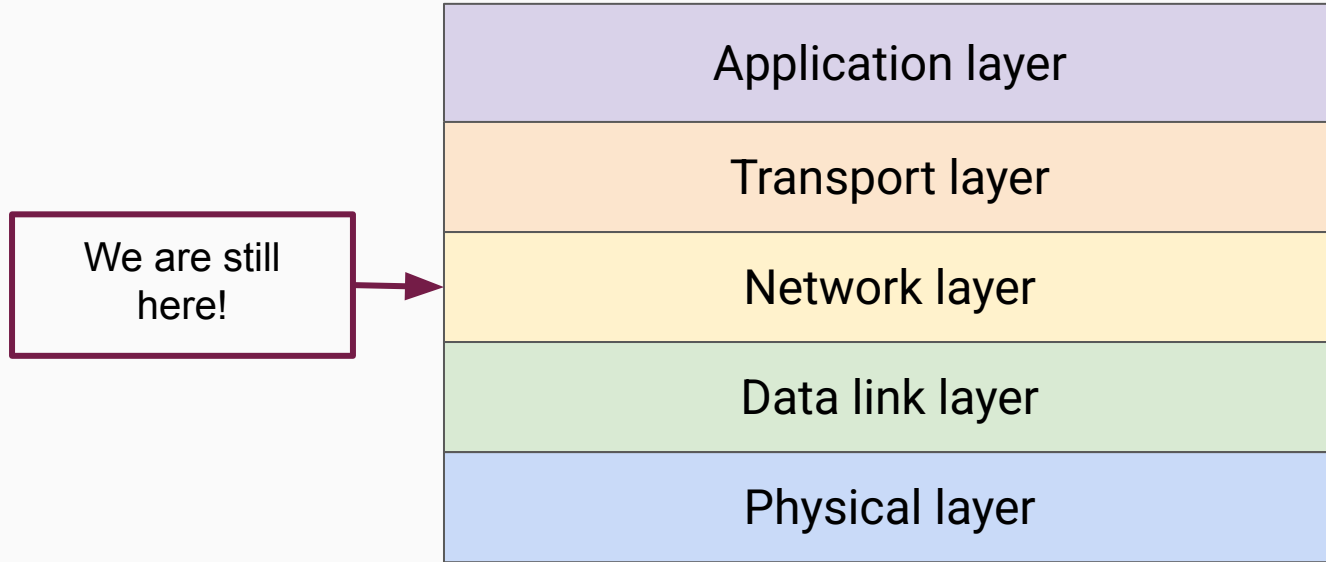 Application layer
Transport layer
We are still
here!
Network layer
Data link layer
Physical layer